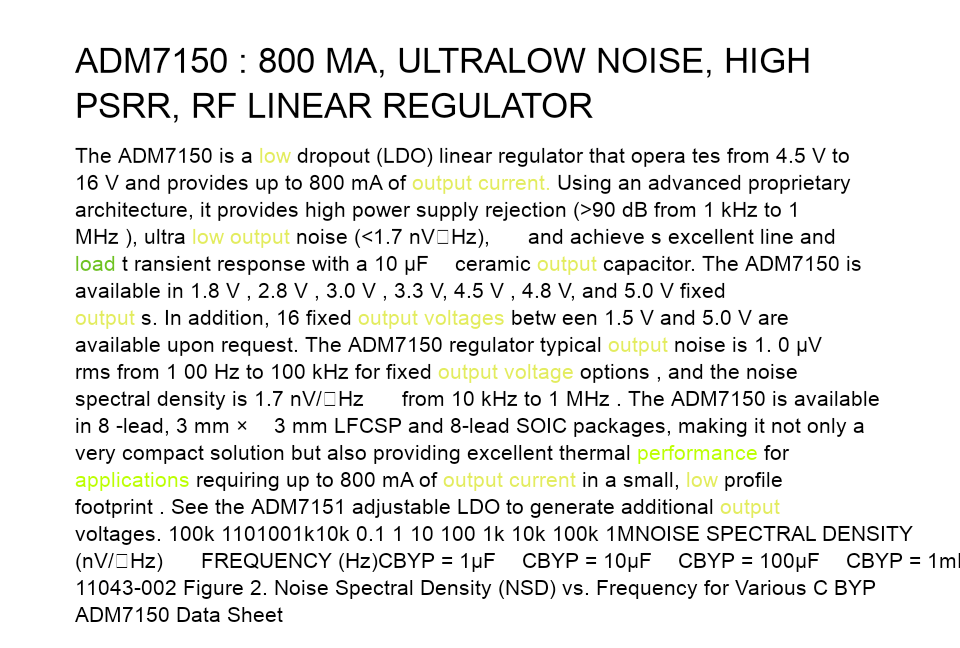 ADM7150 : 800 MA, ULTRALOW NOISE, HIGH
PSRR, RF LINEAR REGULATOR
The ADM7150 is a low dropout (LDO) linear regulator that opera tes from 4.5 V to
16 V and provides up to 800 mA of output current. Using an advanced proprietary
architecture, it provides high power supply rejection (>90 dB from 1 kHz to 1
MHz ), ultra low output noise (<1.7 nV□Hz), and achieve s excellent line and
load t ransient response with a 10 µF ceramic output capacitor. The ADM7150 is
available in 1.8 V , 2.8 V , 3.0 V , 3.3 V, 4.5 V , 4.8 V, and 5.0 V fixed
output s. In addition, 16 fixed output voltages betw een 1.5 V and 5.0 V are
available upon request. The ADM7150 regulator typical output noise is 1. 0 µV
rms from 1 00 Hz to 100 kHz for fixed output voltage options , and the noise
spectral density is 1.7 nV/□Hz from 10 kHz to 1 MHz . The ADM7150 is available
in 8 -lead, 3 mm × 3 mm LFCSP and 8-lead SOIC packages, making it not only a
very compact solution but also providing excellent thermal performance for
applications requiring up to 800 mA of output current in a small, low profile
footprint . See the ADM7151 adjustable LDO to generate additional output
voltages. 100k 1101001k10k 0.1 1 10 100 1k 10k 100k 1MNOISE SPECTRAL DENSITY
(nV/□Hz) FREQUENCY (Hz)CBYP = 1µF CBYP = 10µF CBYP = 100µF CBYP = 1m
11043-002 Figure 2. Noise Spectral Density (NSD) vs. Frequency for Various C BYP
ADM7150 Data Sheet